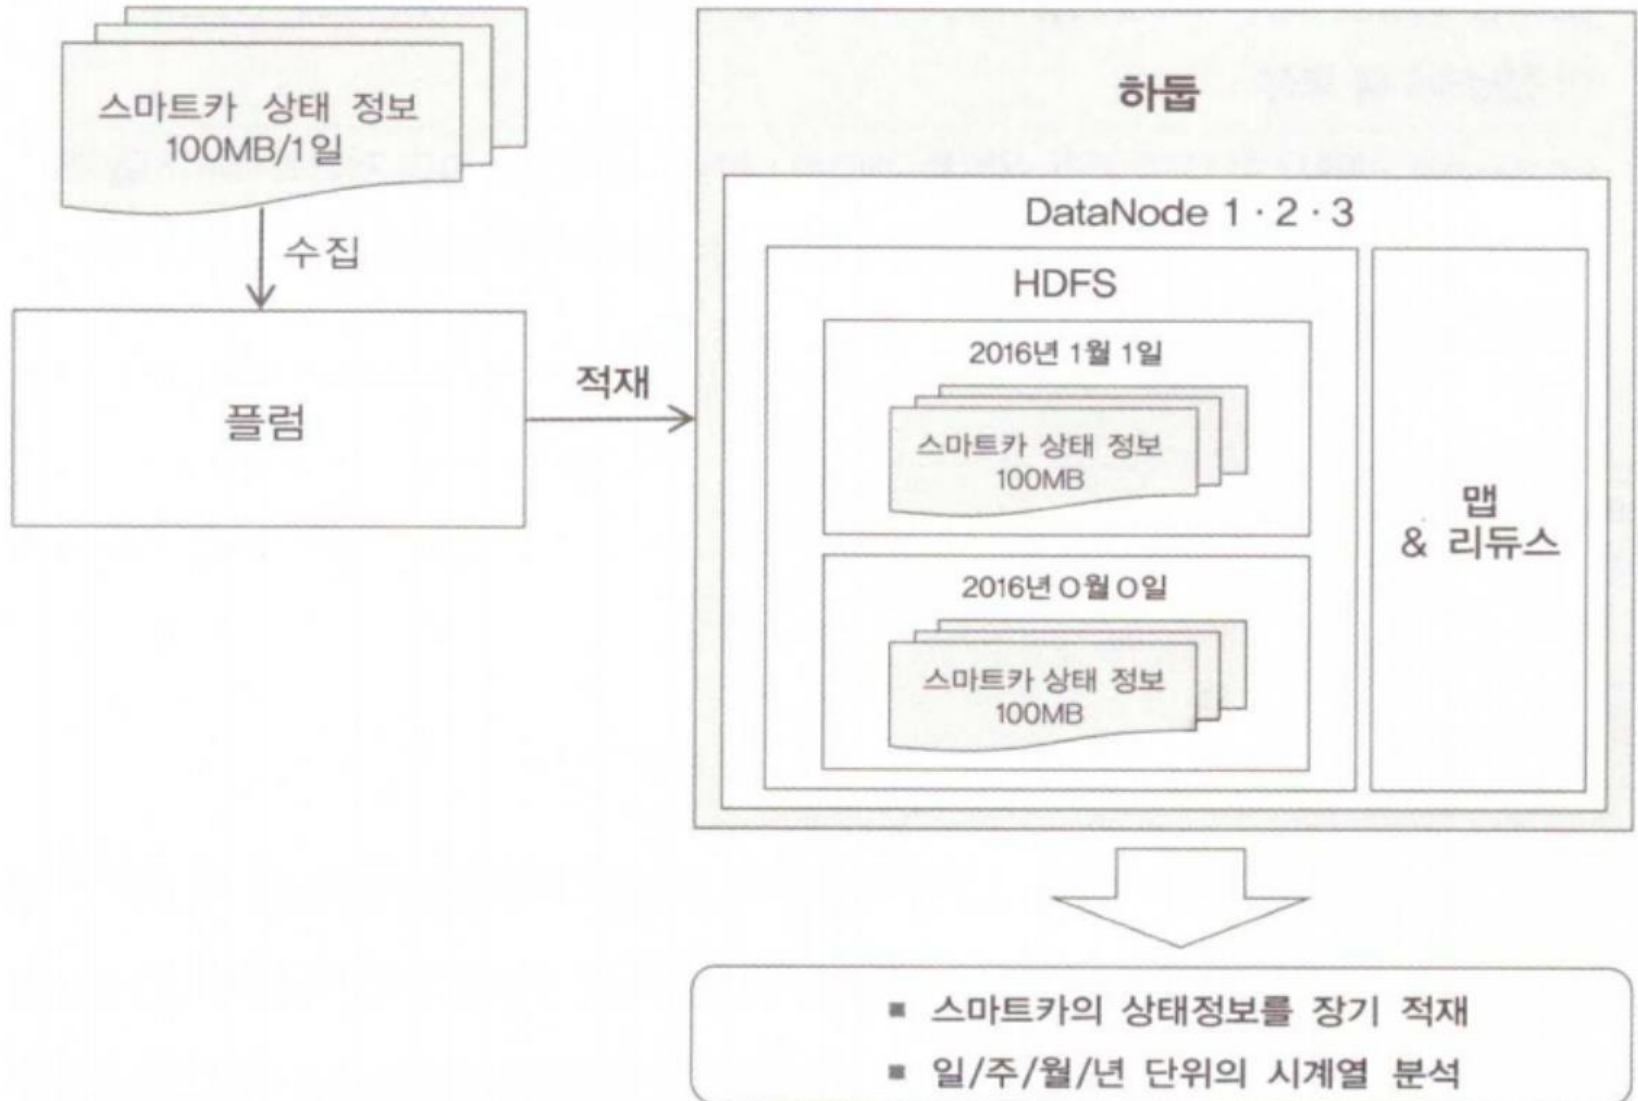 스마트카 상태 정보
100MB/1일
수집
플럼
적재
하둡
DataNode 1 · 2 · 3
HDFS
2016년 1월 1일
스마트카 상태 정보
100MB
2016년 O월 O일
스마트카 상태 정보
100MB
맵
& 리듀스
▪ 스마트카의 상태정보를 장기 적재
▪ 일/주/월/년 단위의 시계열 분석